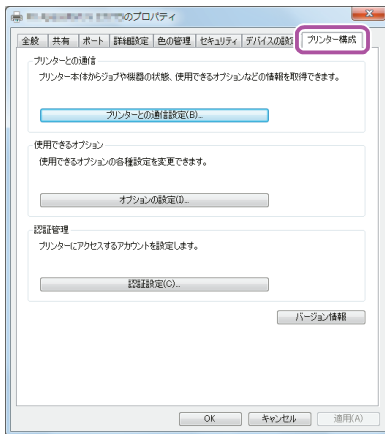 のプロパティ
全般 共有 ポート 詳細設定 色の管理 セキュリティ デバイスの設定 プリンター構成
プリンターとの通信
プリンター本体からジョブや機器の状態、使用できるオプションなどの情報を取得できます。
プリンターとの通信設定(B)...
使用できるオプション
使用できるオプションの各種設定を変更できます。
オプションの設定(I)...
認証管理
プリンターにアクセスするアカウントを設定します。
認証設定(C)...
バージョン情報
OK キャンセル 適用(A)